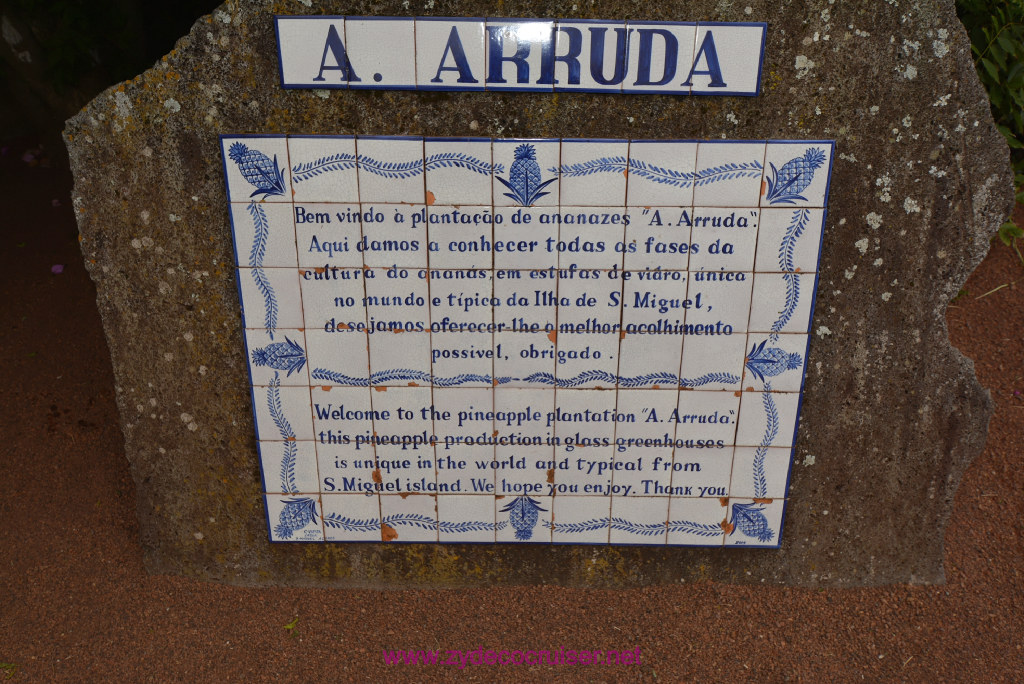 A. ARRUDA
Bem vindo à plantação de ananazes "A. Arruda".
Aqui damos a conhecer todas as fases da
cultura do ananás, em estufas de vidro, única
no mundo e típica da Ilha de S. Miguel,
desejamos oferecer-lhe o melhor acolhimento
possivel, obrigado.
Welcome to the pineapple plantation "A. Arruda".
this pineapple production in glass greenhouses
is unique in the world and typical from
S. Miguel island. We hope you enjoy. Thank you.
www.zydecocruiser.net